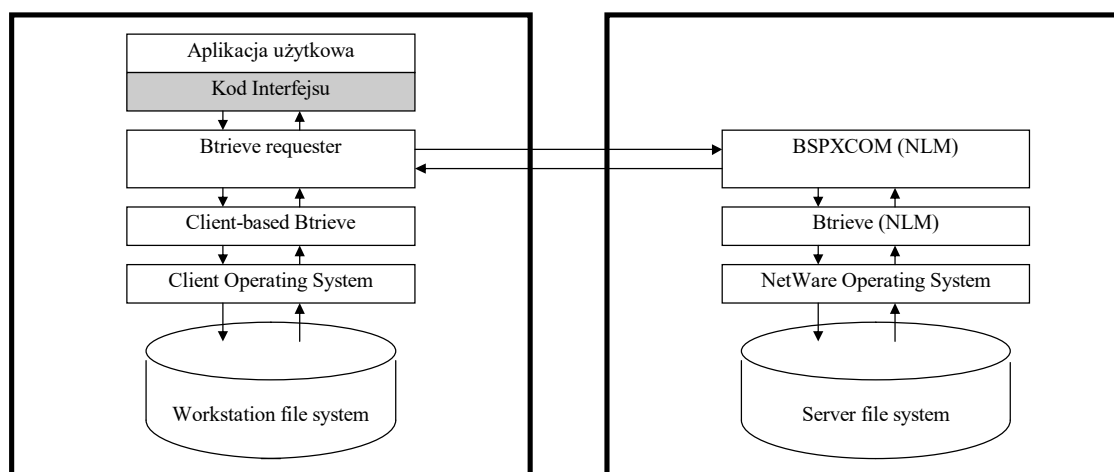 Aplikacja użytkowa
Kod Interfejsu
Btrieve requester
Client-based Btrieve
Client Operating System
Workstation file system
BSPXCOM (NLM)
Btrieve (NLM)
NetWare Operating System
Server file system